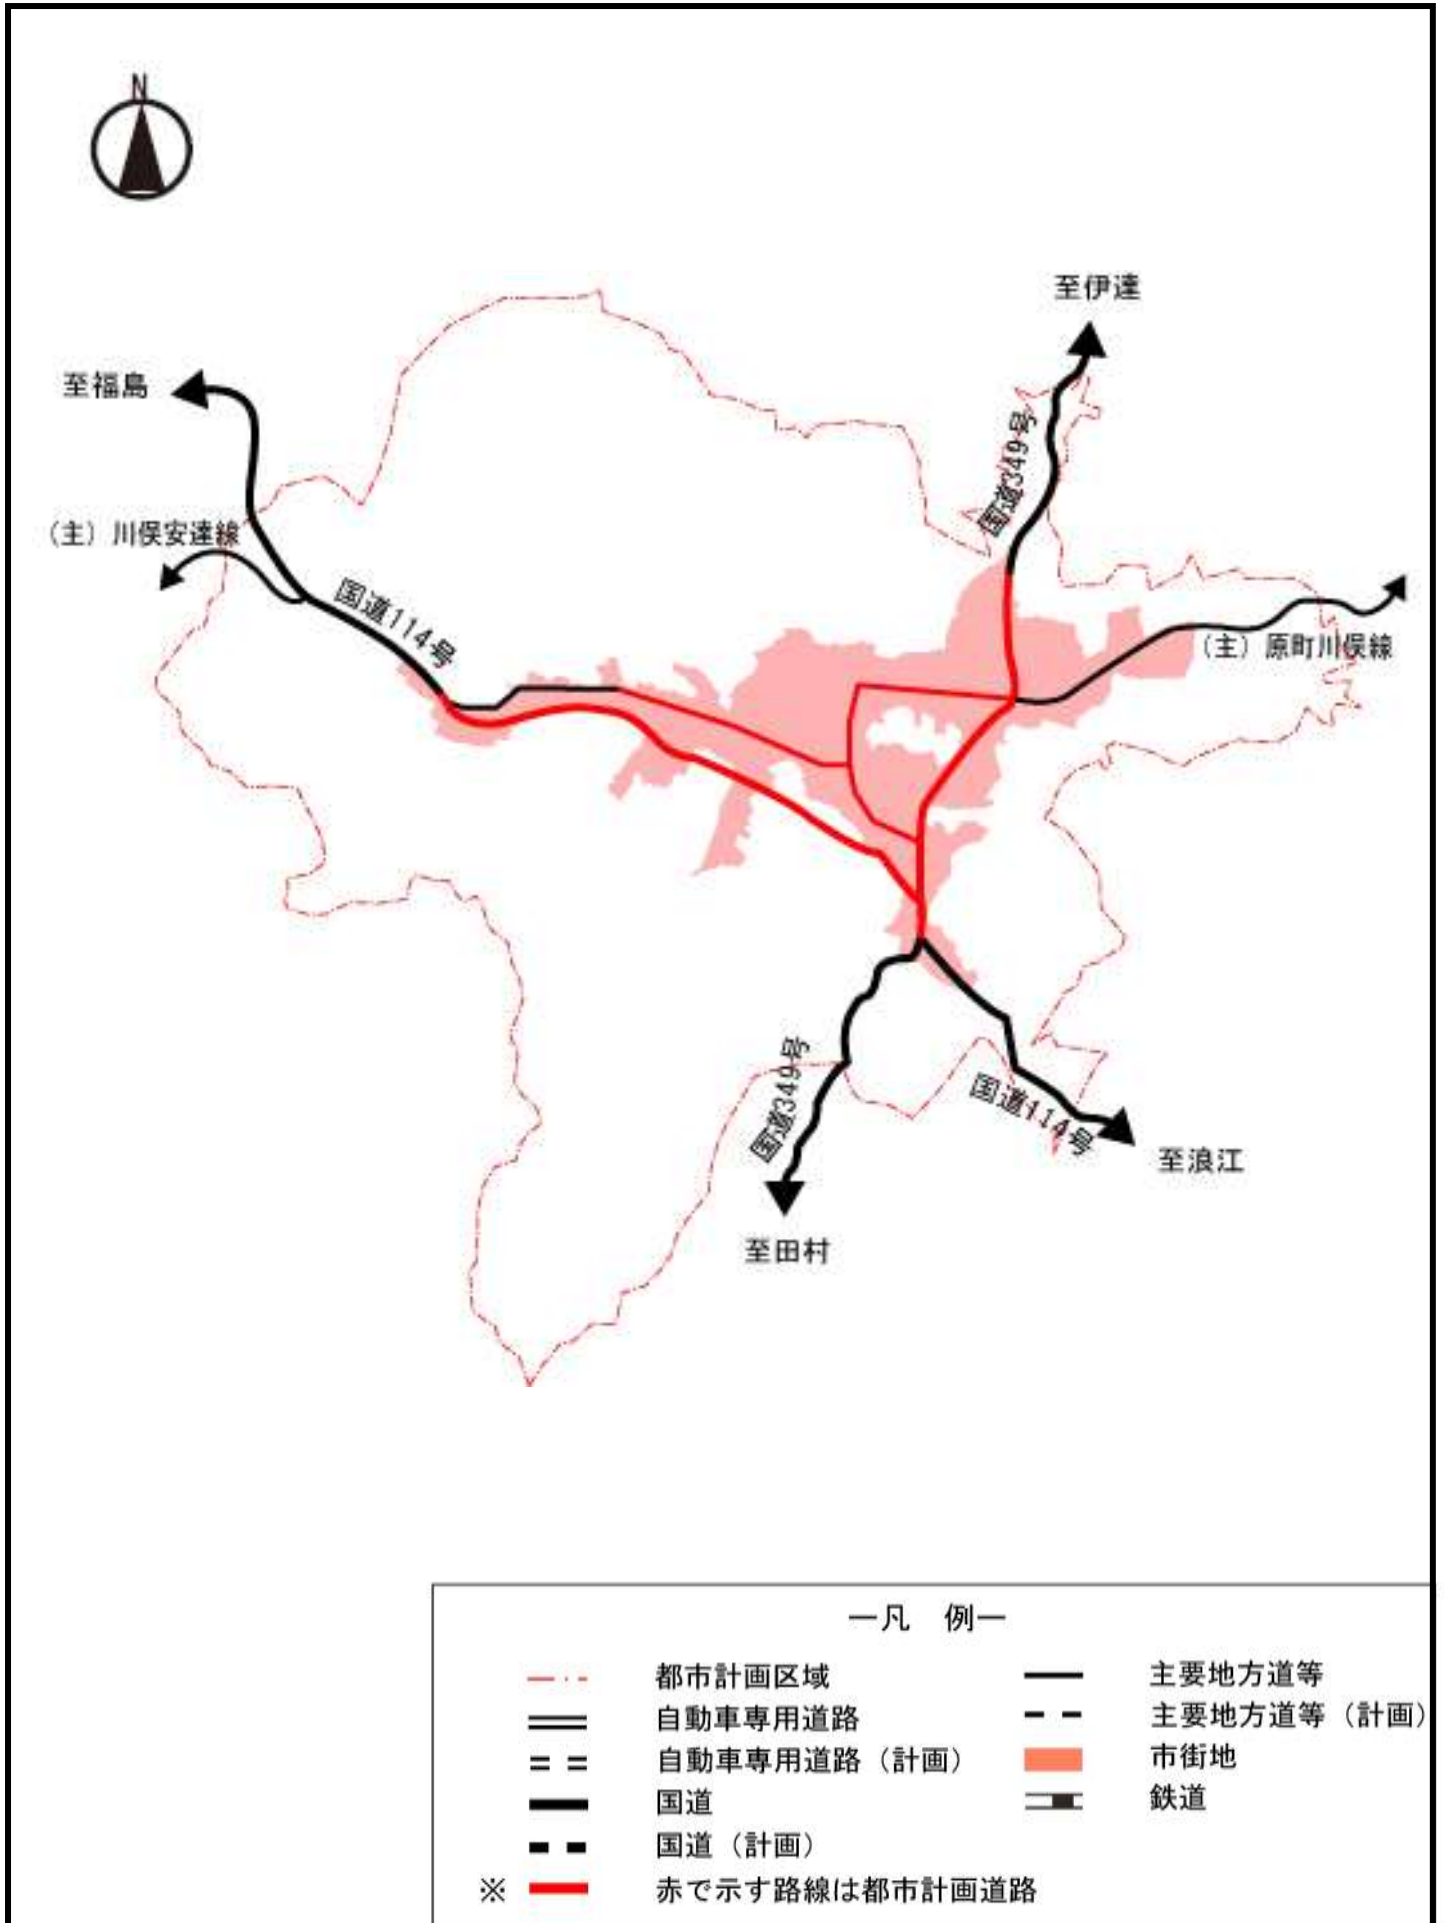 N
至伊達
至福島
国道349号
(主)川俣安達線
国道114号
(主)原町川俣線
国道349号
国道114号
至浪江
至田村
―凡 例―
都市計画区域
自動車専用道路
自動車専用道路(計画)
国道
国道(計画)
※ 赤で示す路線は都市計画道路
主要地方道等
主要地方道等(計画)
市街地
鉄道